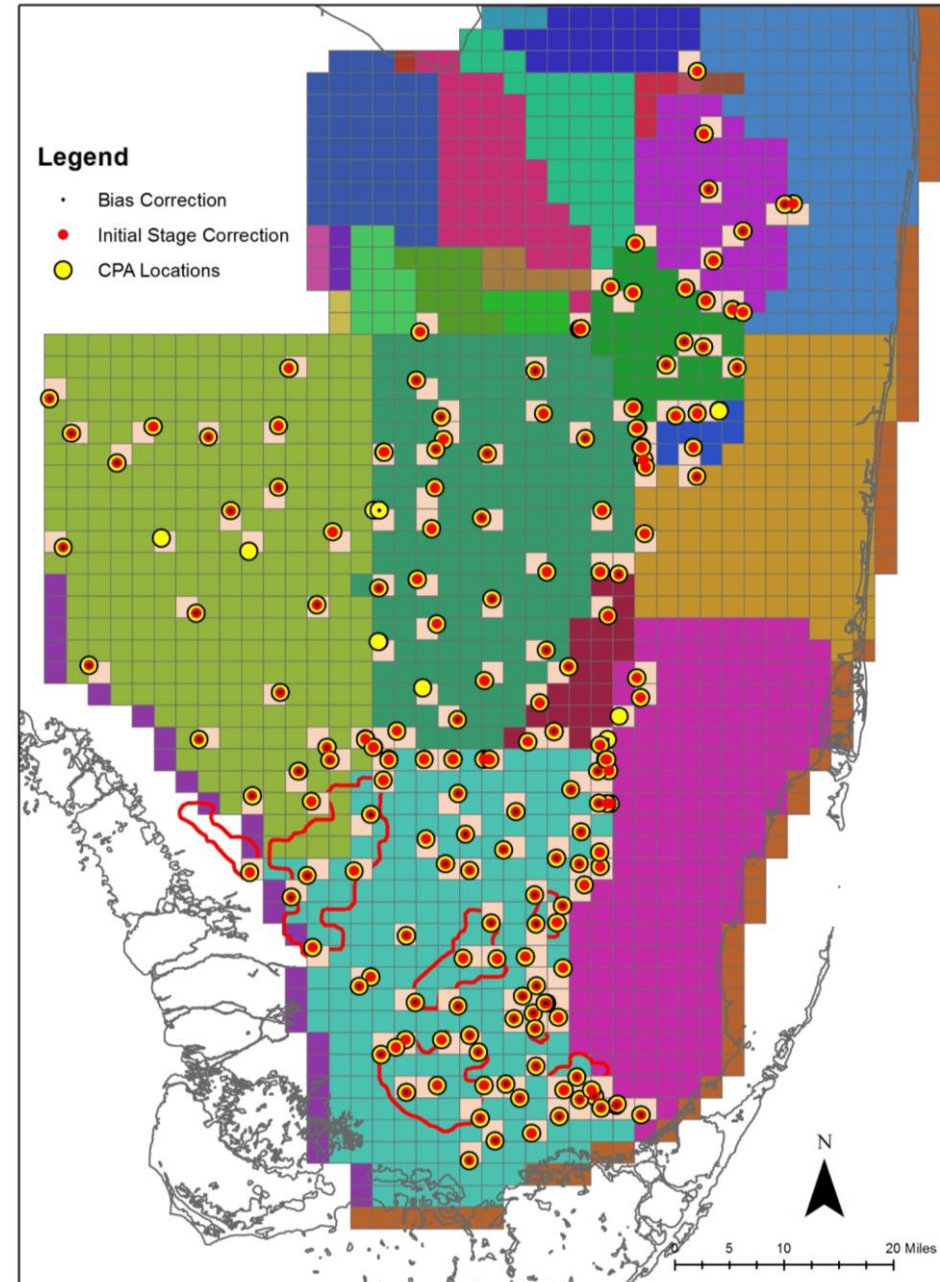 Legend
Bias Correction
Initial Stage Correction
CPA Locations
N
0 5 10 20 Miles